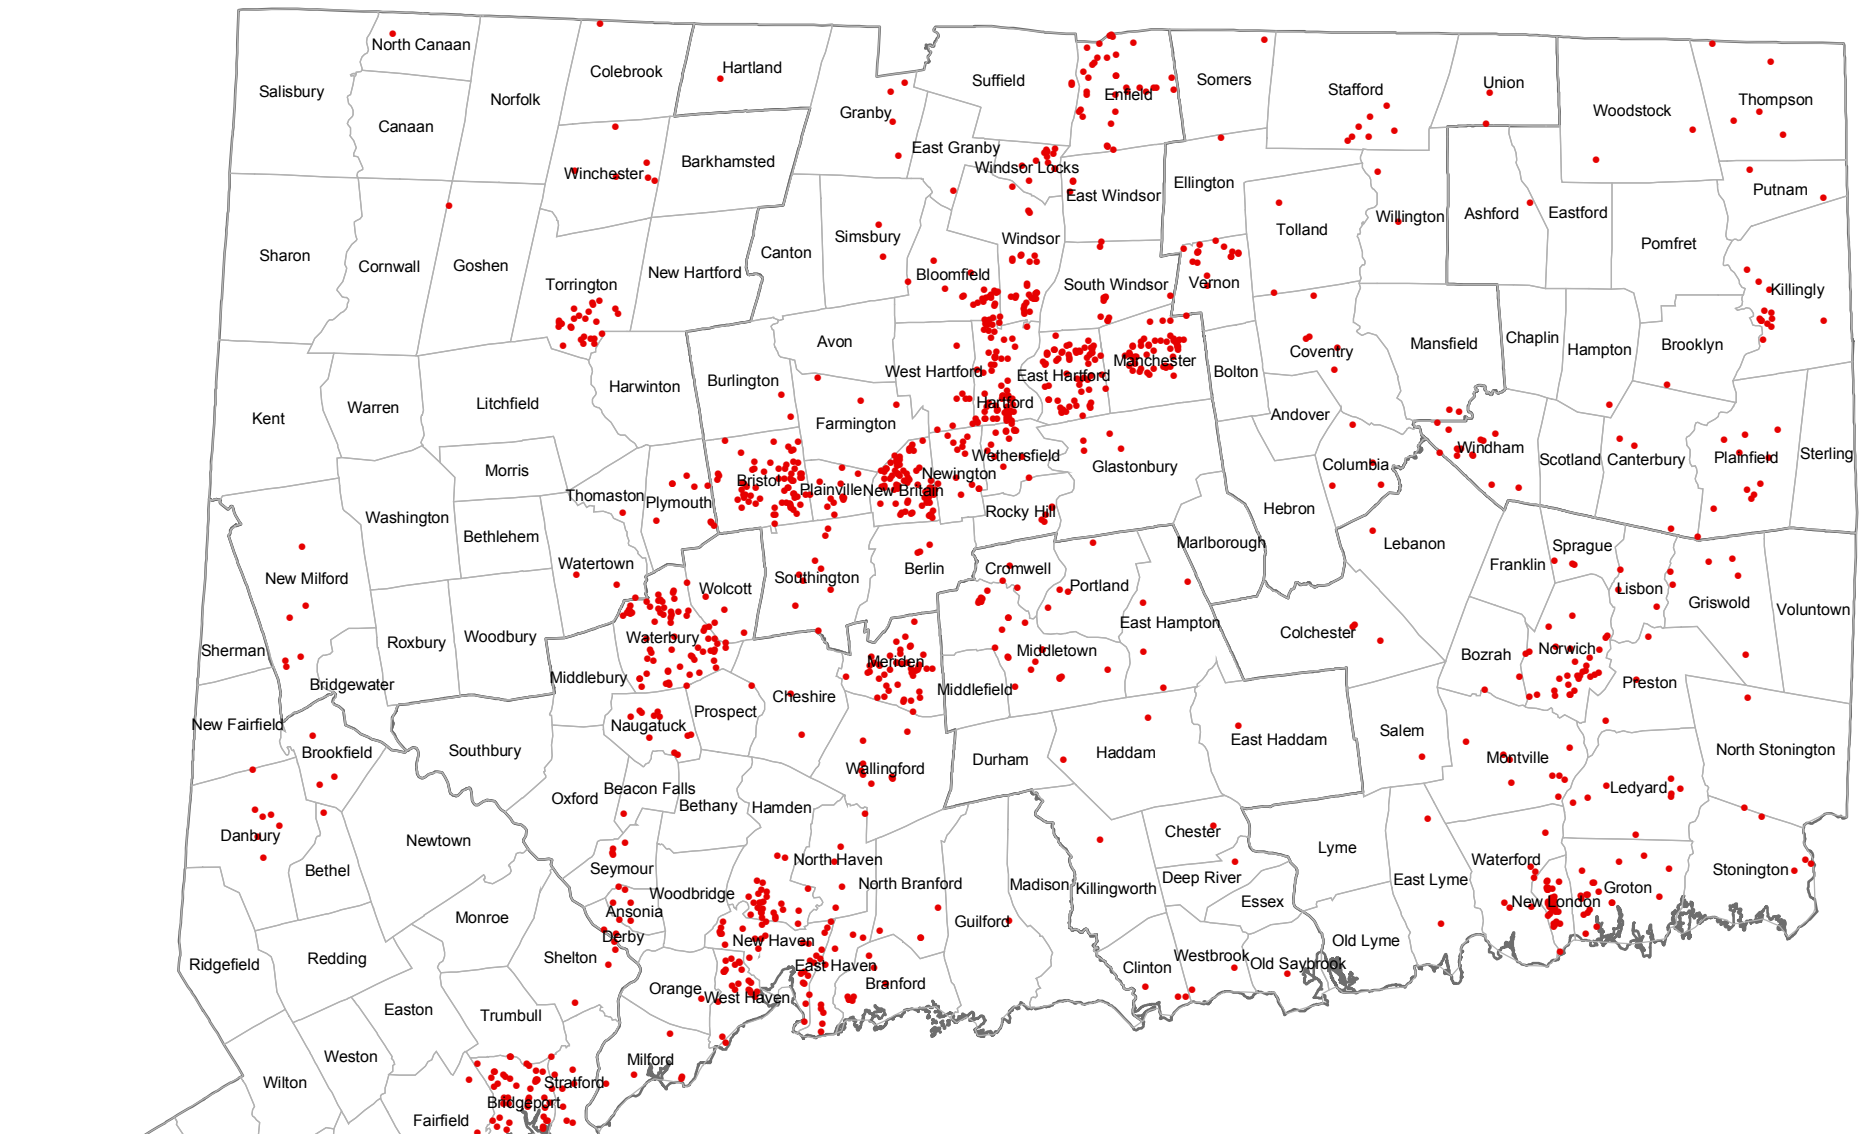 North Canaan
Salisbury
Canaan
Norfolk
Colebrook
Hartland
Suffield
Enfield
Somers
Stafford
Union
Woodstock
Thompson
Granby
East Granby
Windsor Locks
Winchester
Barkhamsted
East Windsor
Ellington
Tolland
Willington
Ashford
Eastford
Putnam
Pomfret
Sharon
Cornwall
Goshen
Torrington
New Hartford
Canton
Simsbury
Bloomfield
Windsor
South Windsor
Vernon
Killingly
Avon
West Hartford
East Hartford
Manchester
Bolton
Coventry
Mansfield
Chaplin
Hampton
Brooklyn
Kent
Warren
Litchfield
Harwinton
Burlington
Farmington
Hartford
Andover
Morris
Thomaston
Plymouth
Bristol
Plainville
New Britain
Newington
Wethersfield
Glastonbury
Columbia
Windham
Scotland
Canterbury
Plainfield
Sterling
Washington
Bethlehem
Watertown
Rocky Hill
Hebron
Marlborough
Lebanon
Franklin
Sprague
Lisbon
Griswold
Voluntown
New Milford
Wolcott
Southington
Berlin
Cromwell
Portland
East Hampton
Colchester
Sherman
Roxbury
Woodbury
Waterbury
Middlebury
Meriden
Middletown
Middlefield
Bozrah
Norwich
Preston
Bridgewater
Cheshire
Prospect
New Fairfield
Brookfield
Southbury
Naugatuck
Wallingford
Durham
Haddam
East Haddam
Salem
Montville
North Stonington
Oxford
Beacon Falls
Bethany
Hamden
Ledyard
Danbury
Bethel
Newtown
Seymour
Woodbridge
North Haven
North Branford
Madison
Killingworth
Chester
Deep River
Essex
Lyme
East Lyme
Waterford
New London
Groton
Stonington
Monroe
Ansonia
Derby
New Haven
Guilford
Ridgefield
Redding
Shelton
Orange
West Haven
East Haven
Branford
Clinton
Westbrook
Old Saybrook
Old Lyme
Easton
Trumbull
Weston
Wilton
Milford
Stratford
Bridgeport
Fairfield